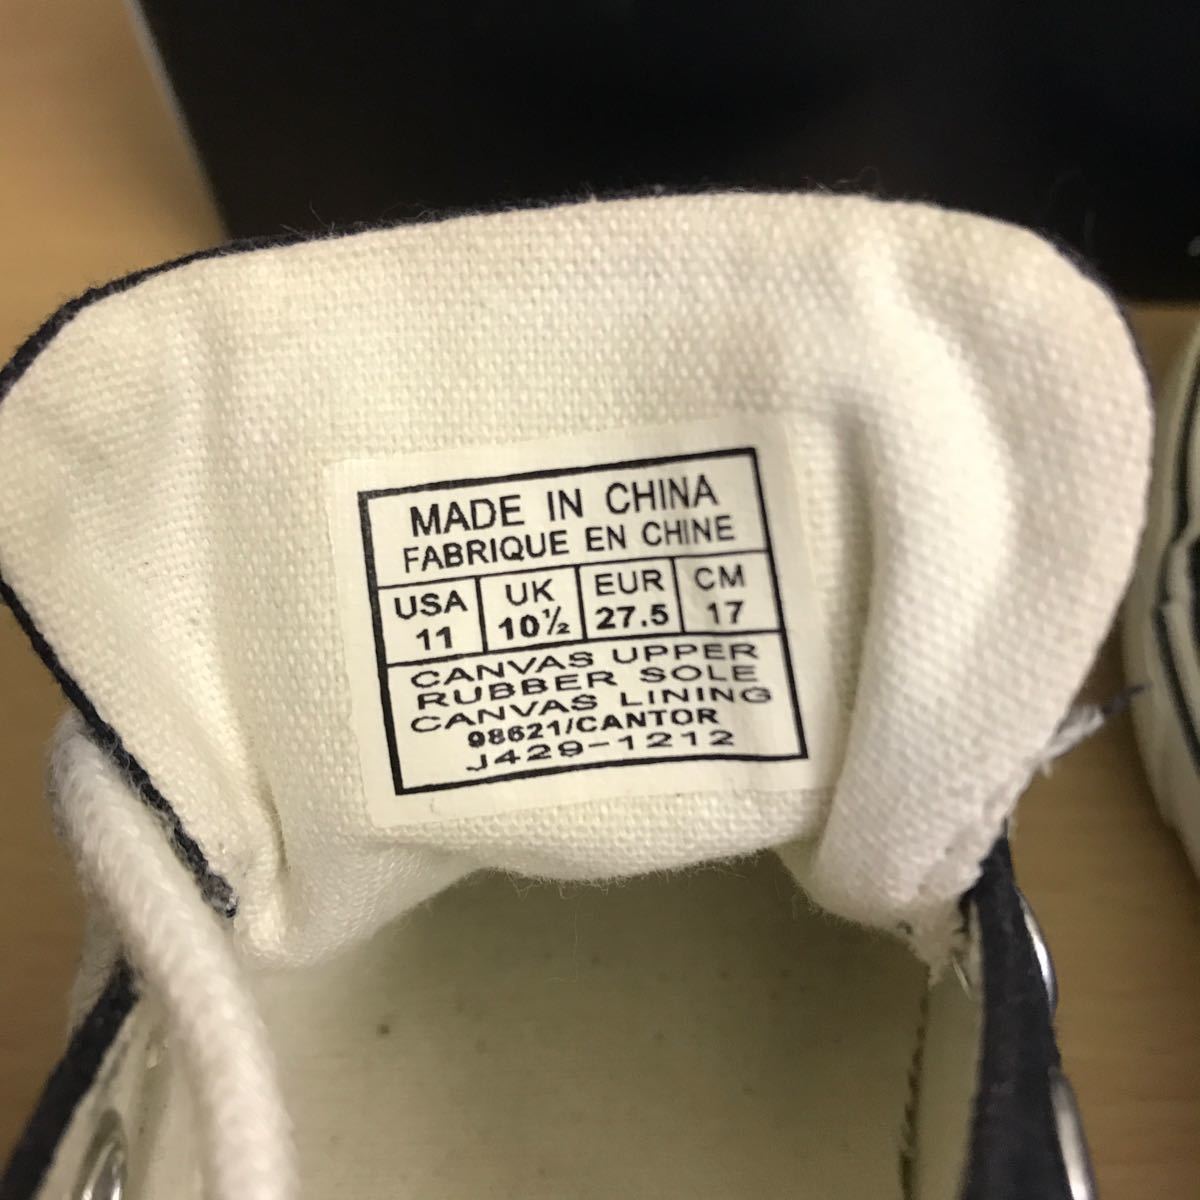 MADE IN CHINA
FABRIQUE EN CHINE
USA UK EUR CM
11 10½ 27.5 17
CANVAS UPPER
RUBBER SOLE
CANVAS LINING
98621/CANTOR
J429-1212